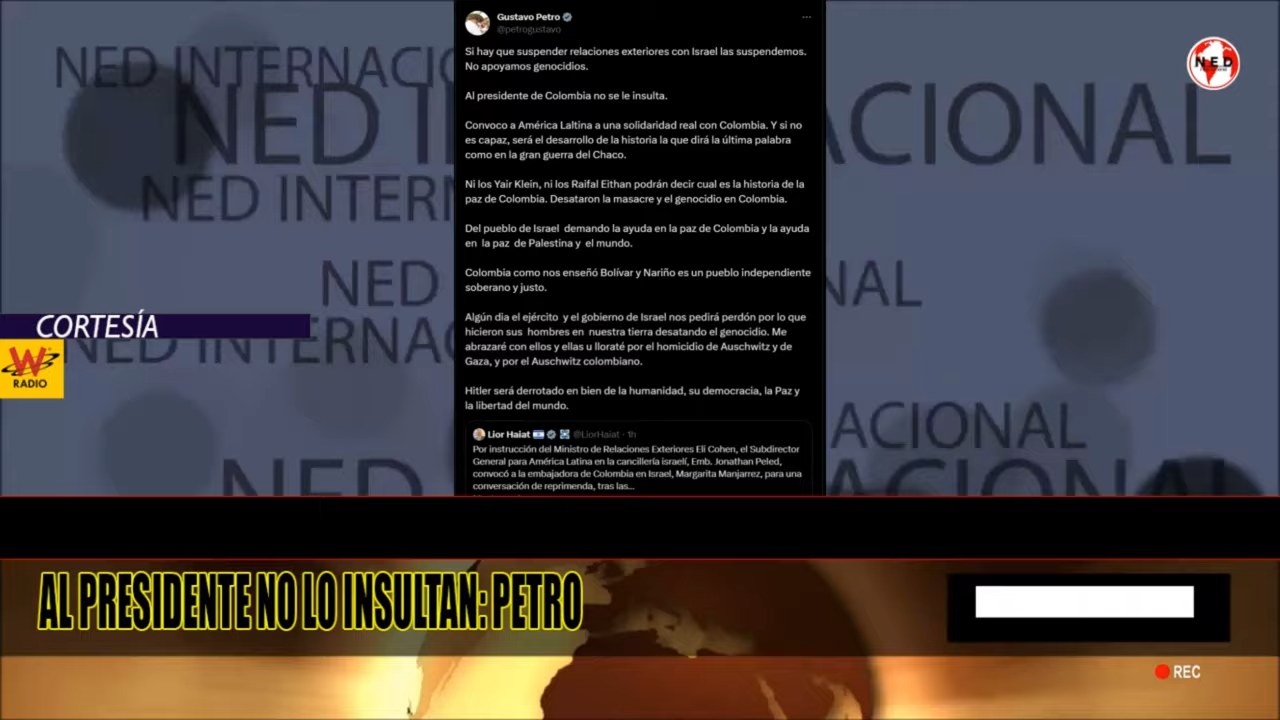 NED INTERNACIO
NED I
ACIONAL
NED INTERN
NED
NAL
NED INTERNA
ACIONAL
NED
ACIONAL
NED
Gustavo Petro
@petrogustavo
Si hay que suspender relaciones exteriores con Israel las suspendemos.
No apoyamos genocidios.
Al presidente de Colombia no se le insulta.
Convoco a América Laltina a una solidaridad real con Colombia. Y si no
es capaz, será el desarrollo de la historia la que dirá la última palabra
como en la gran guerra del Chaco.
Ni los Yair Klein, ni los Raifal Eithan podrán decir cual es la historia de la
paz de Colombia. Desataron la masacre y el genocidio en Colombia.
Del pueblo de Israel demando la ayuda en la paz de Colombia y la ayuda
en la paz de Palestina y el mundo.
Colombia como nos enseñó Bolívar y Nariño es un pueblo independiente
soberano y justo.
Algún dia el ejército y el gobierno de Israel nos pedirá perdón por lo que
hicieron sus hombres en nuestra tierra desatando el genocidio. Me
abrazaré con ellos y ellas u lloraté por el homicidio de Auschwitz y de
Gaza, y por el Auschwitz colombiano.
Hitler será derrotado en bien de la humanidad, su democracia, la Paz y
la libertad del mundo.
Lior Haiat @LiorHaiat · 1h
Por instrucción del Ministro de Relaciones Exteriores Eli Cohen, el Subdirector
General para América Latina en la cancillería israelí, Emb. Jonathan Peled,
convocó a la embajadora de Colombia en Israel, Margarita Manjarrez, para una
conversación de reprimenda, tras las...
CORTESÍA
W
RADIO
AL PRESIDENTE NO LO INSULTAN: PETRO
REC